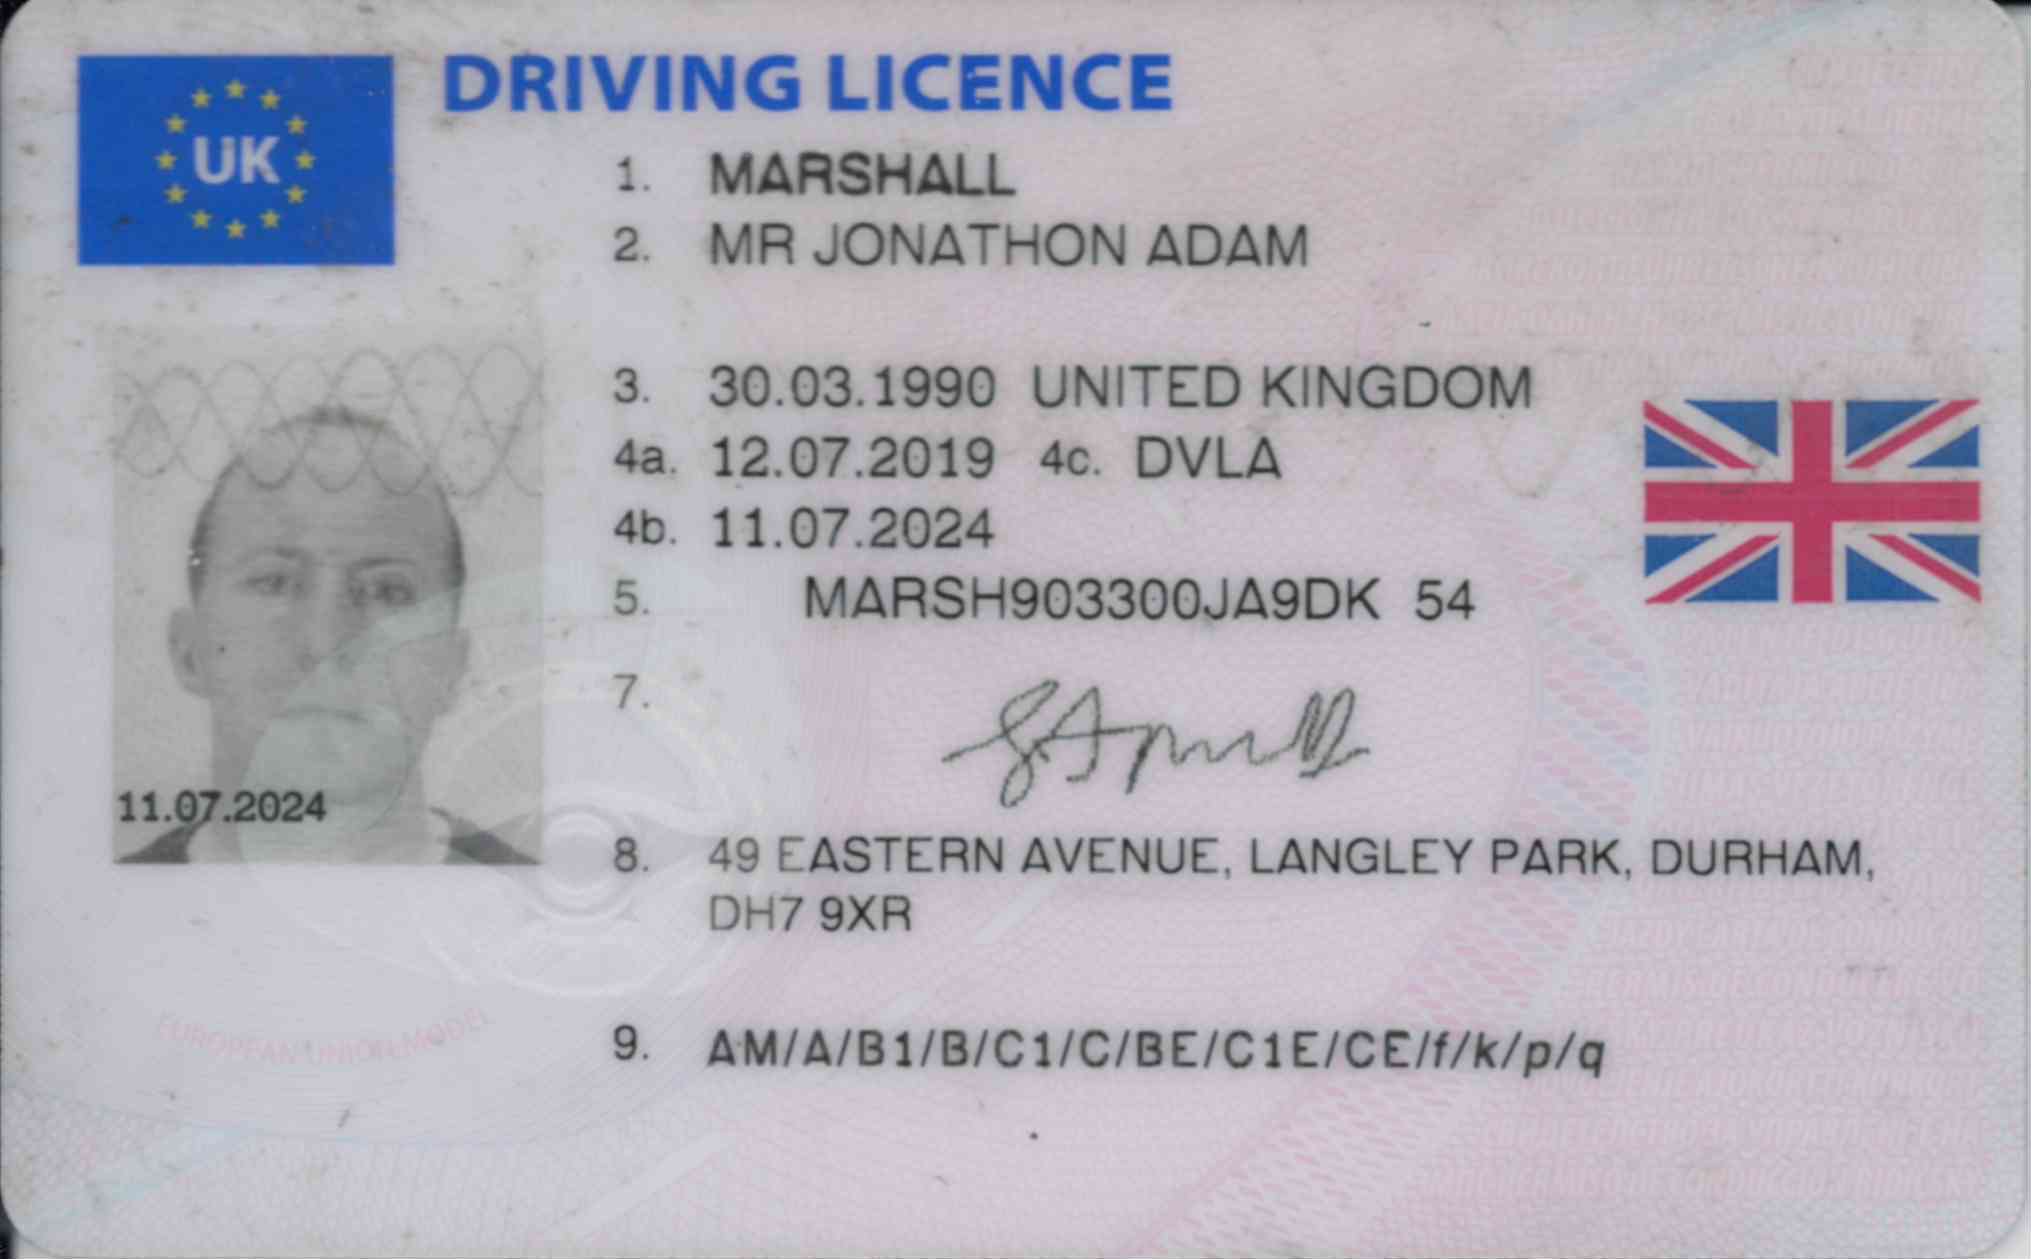 UK
DRIVING LICENCE
1. MARSHALL
2. MR JONATHON ADAM
3. 30.03.1990 UNITED KINGDOM
4a. 12.07.2019 4c. DVLA
4b. 11.07.2024
5. MARSH903300JA9DK 54
7.
11.07.2024
8. 49 EASTERN AVENUE, LANGLEY PARK, DURHAM,
DH7 9XR
EUROPEAN UNION MODEL
9. AM/A/B1/B/C1/C/BE/C1E/CE/f/k/p/q